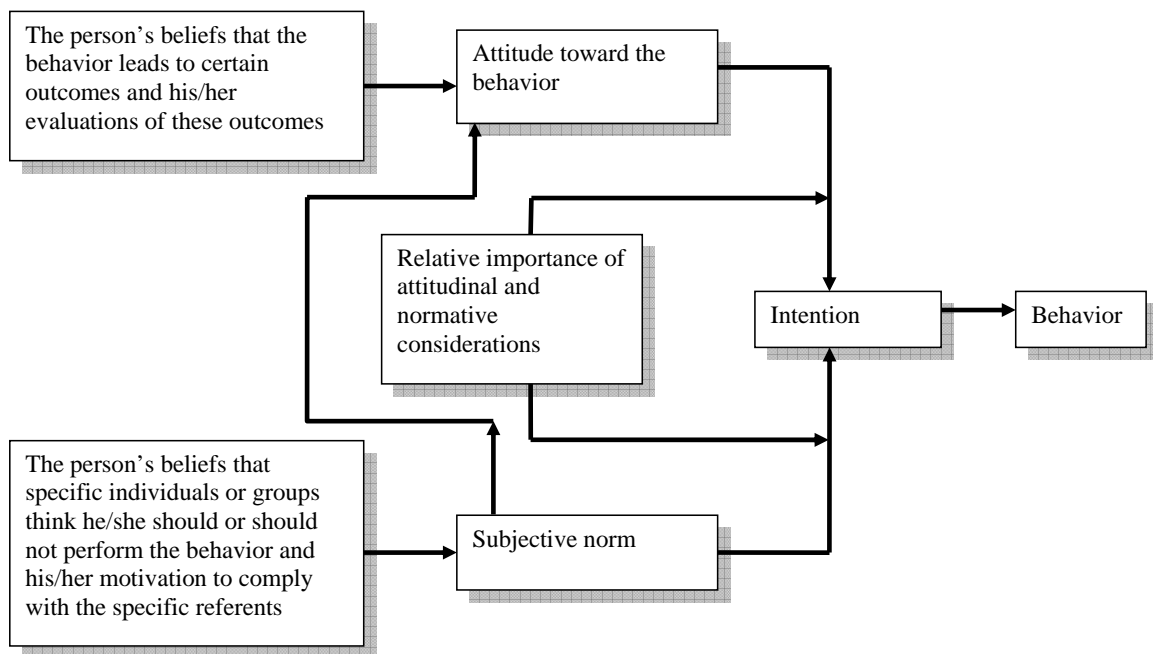 The person’s beliefs that the
behavior leads to certain
outcomes and his/her
evaluations of these outcomes
Attitude toward the
behavior
Relative importance of
attitudinal and
normative
considerations
Intention
Behavior
The person’s beliefs that
specific individuals or groups
think he/she should or should
not perform the behavior and
his/her motivation to comply
with the specific referents
Subjective norm